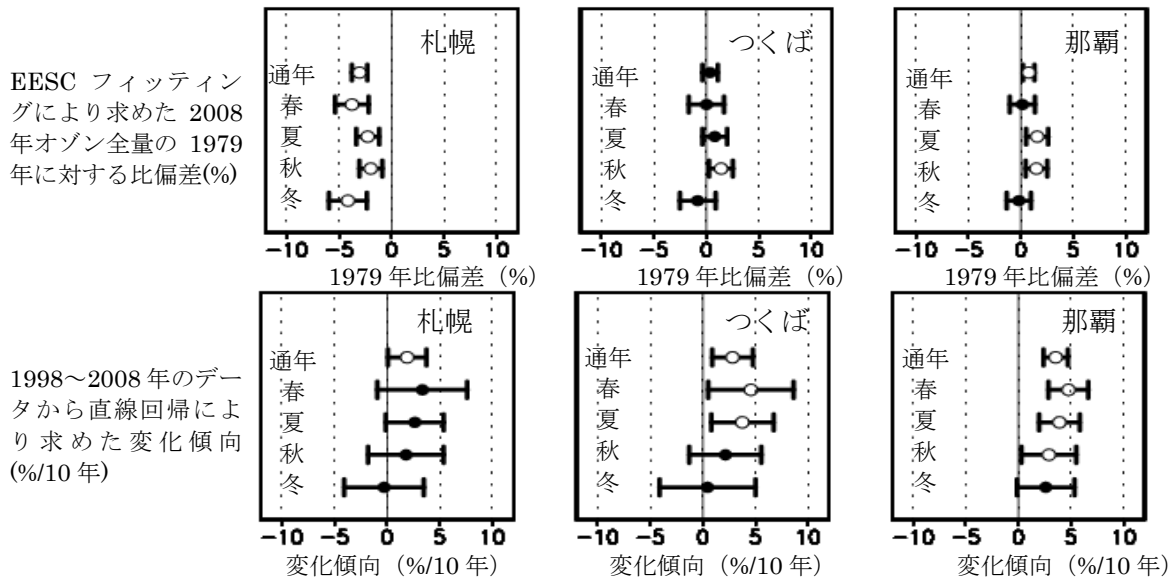 EESC フィッティン
グにより求めた 2008
年オゾン全量の 1979
年に対する比偏差(%)
札幌
通年
春
夏
秋
冬
−10 −5 0 5 10
1979 年比偏差（%）
つくば
通年
春
夏
秋
冬
−10 −5 0 5 10
1979 年比偏差（%）
那覇
通年
春
夏
秋
冬
−10 −5 0 5 10
1979 年比偏差（%）
1998～2008 年のデー
タから直線回帰によ
り求めた変化傾向
(%/10 年)
札幌
通年
春
夏
秋
冬
−10 −5 0 5 10
変化傾向（%/10 年）
つくば
通年
春
夏
秋
冬
−10 −5 0 5 10
変化傾向（%/10 年）
那覇
通年
春
夏
秋
冬
−10 −5 0 5 10
変化傾向（%/10 年）